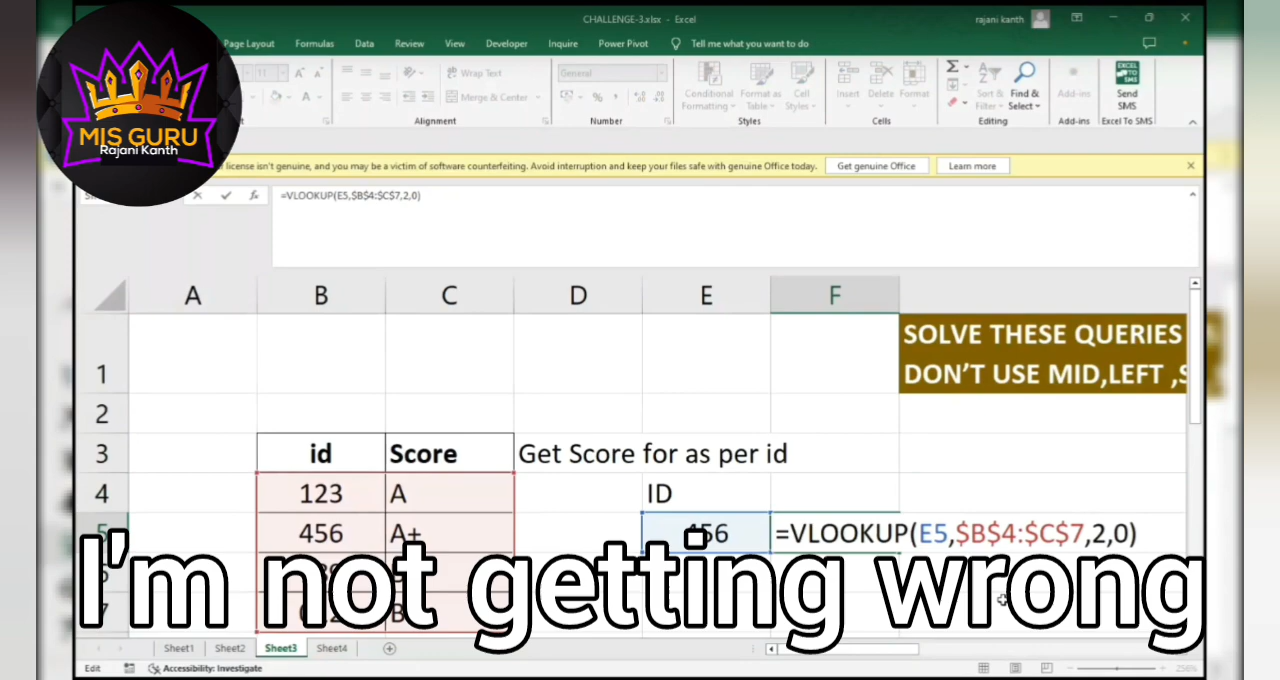 CHALLENGE-3.xlsx - Excel
rajani kanth
Page Layout Formulas Data Review View Developer Inquire Power Pivot Tell me what you want to do
MIS GURU
Rajani Kanth
11
Wrap Text
Merge & Center
General
Conditional Formatting
Format as Table
Cell Styles
Insert Delete Format
Sort & Filter
Find & Select
Add-ins
Send SMS
Alignment Number Styles Cells Editing Add-ins Excel To SMS
license isn't genuine, and you may be a victim of software counterfeiting. Avoid interruption and keep your files safe with genuine Office today. Get genuine Office Learn more
=VLOOKUP(E5,$B$4:$C$7,2,0)
A B C D E F
SOLVE THESE QUERIES
1 DON'T USE MID,LEFT ,S
2
3 id Score Get Score for as per id
4 123 A ID
5 456 A+ 456 =VLOOKUP(E5,$B$4:$C$7,2,0)
I'm not getting wrong
Sheet1 Sheet2 Sheet3 Sheet4
Edit Accessibility: Investigate 256%